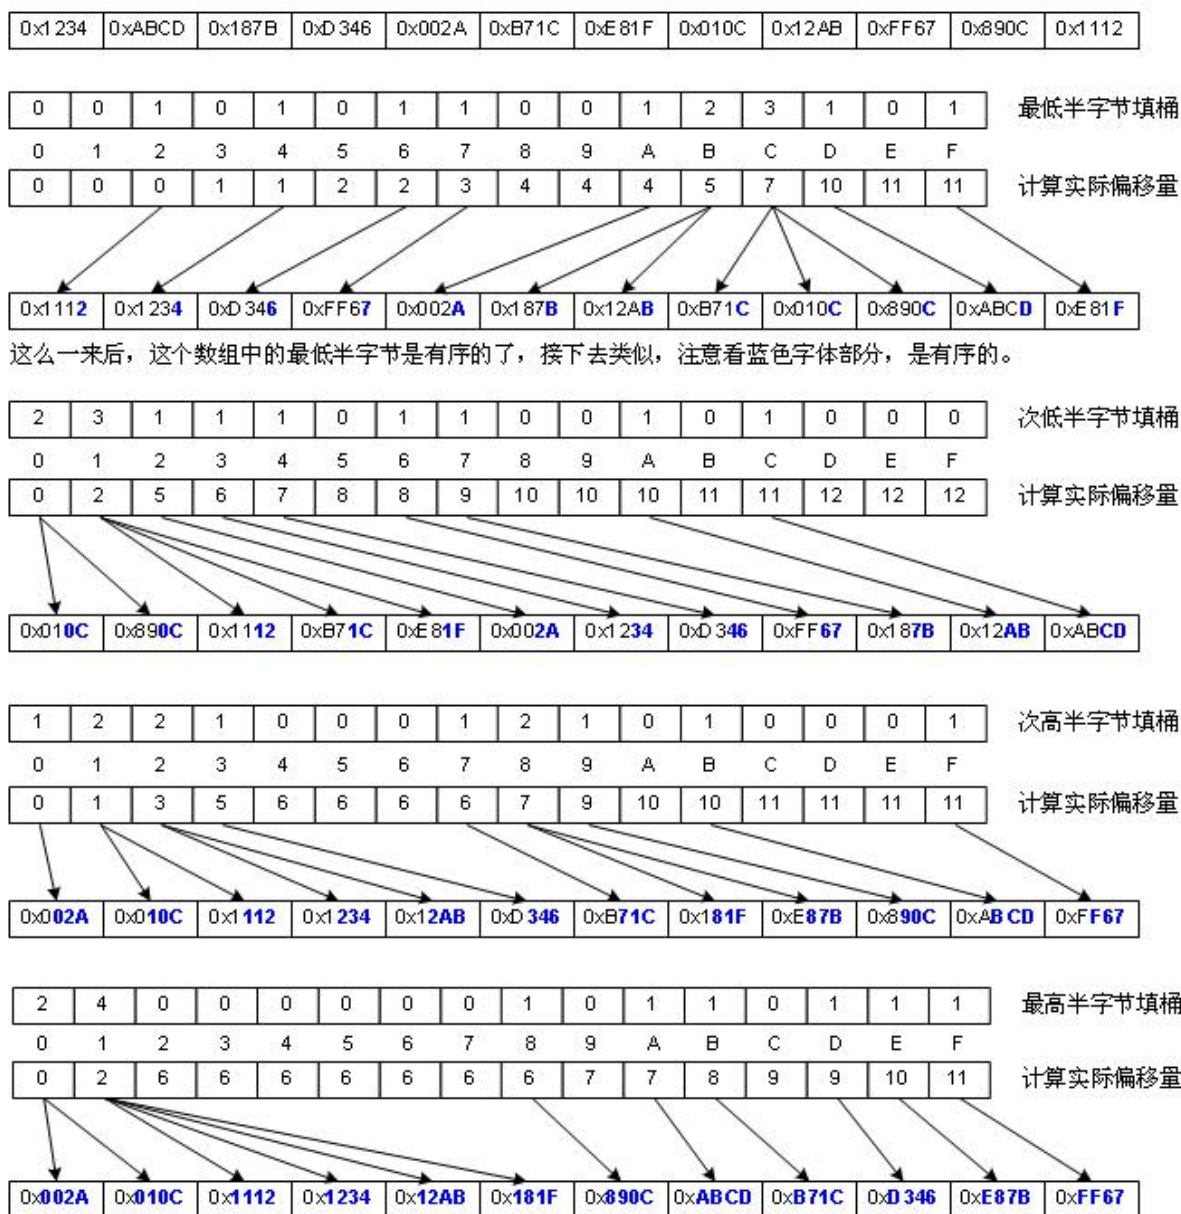 0x1234 0xABCD 0x187B 0xD346 0x002A 0xB71C 0xE81F 0x010C 0x12AB 0xFF67 0x890C 0x1112
0 0 1 0 1 0 1 1 0 0 1 2 3 1 0 1 最低半字节填桶
0 1 2 3 4 5 6 7 8 9 A B C D E F
0 0 0 1 1 2 2 3 4 4 4 5 7 10 11 11 计算实际偏移量
0x1112 0x1234 0xD346 0xFF67 0x002A 0x187B 0x12AB 0xB71C 0x010C 0x890C 0xABCD 0xE81F
这么一来后，这个数组中的最低半字节是有序的了，接下去类似，注意看蓝色字体部分，是有序的。
2 3 1 1 1 0 1 1 0 0 1 0 1 0 0 0 次低半字节填桶
0 1 2 3 4 5 6 7 8 9 A B C D E F
0 2 5 6 7 8 8 9 10 10 10 11 11 12 12 12 计算实际偏移量
0x010C 0x890C 0x1112 0xB71C 0xE81F 0x002A 0x1234 0xD346 0xFF67 0x187B 0x12AB 0xABCD
1 2 2 1 0 0 0 1 2 1 0 1 0 0 0 1 次高半字节填桶
0 1 2 3 4 5 6 7 8 9 A B C D E F
0 1 3 5 6 6 6 6 7 9 10 10 11 11 11 11 计算实际偏移量
0x002A 0x010C 0x1112 0x1234 0x12AB 0xD346 0xB71C 0x181F 0xE87B 0x890C 0xABCD 0xFF67
2 4 0 0 0 0 0 0 1 0 1 1 0 1 1 1 最高半字节填桶
0 1 2 3 4 5 6 7 8 9 A B C D E F
0 2 6 6 6 6 6 6 6 7 7 8 9 9 10 11 计算实际偏移量
0x002A 0x010C 0x1112 0x1234 0x12AB 0x181F 0x890C 0xABCD 0xB71C 0xD346 0xE87B 0xFF67